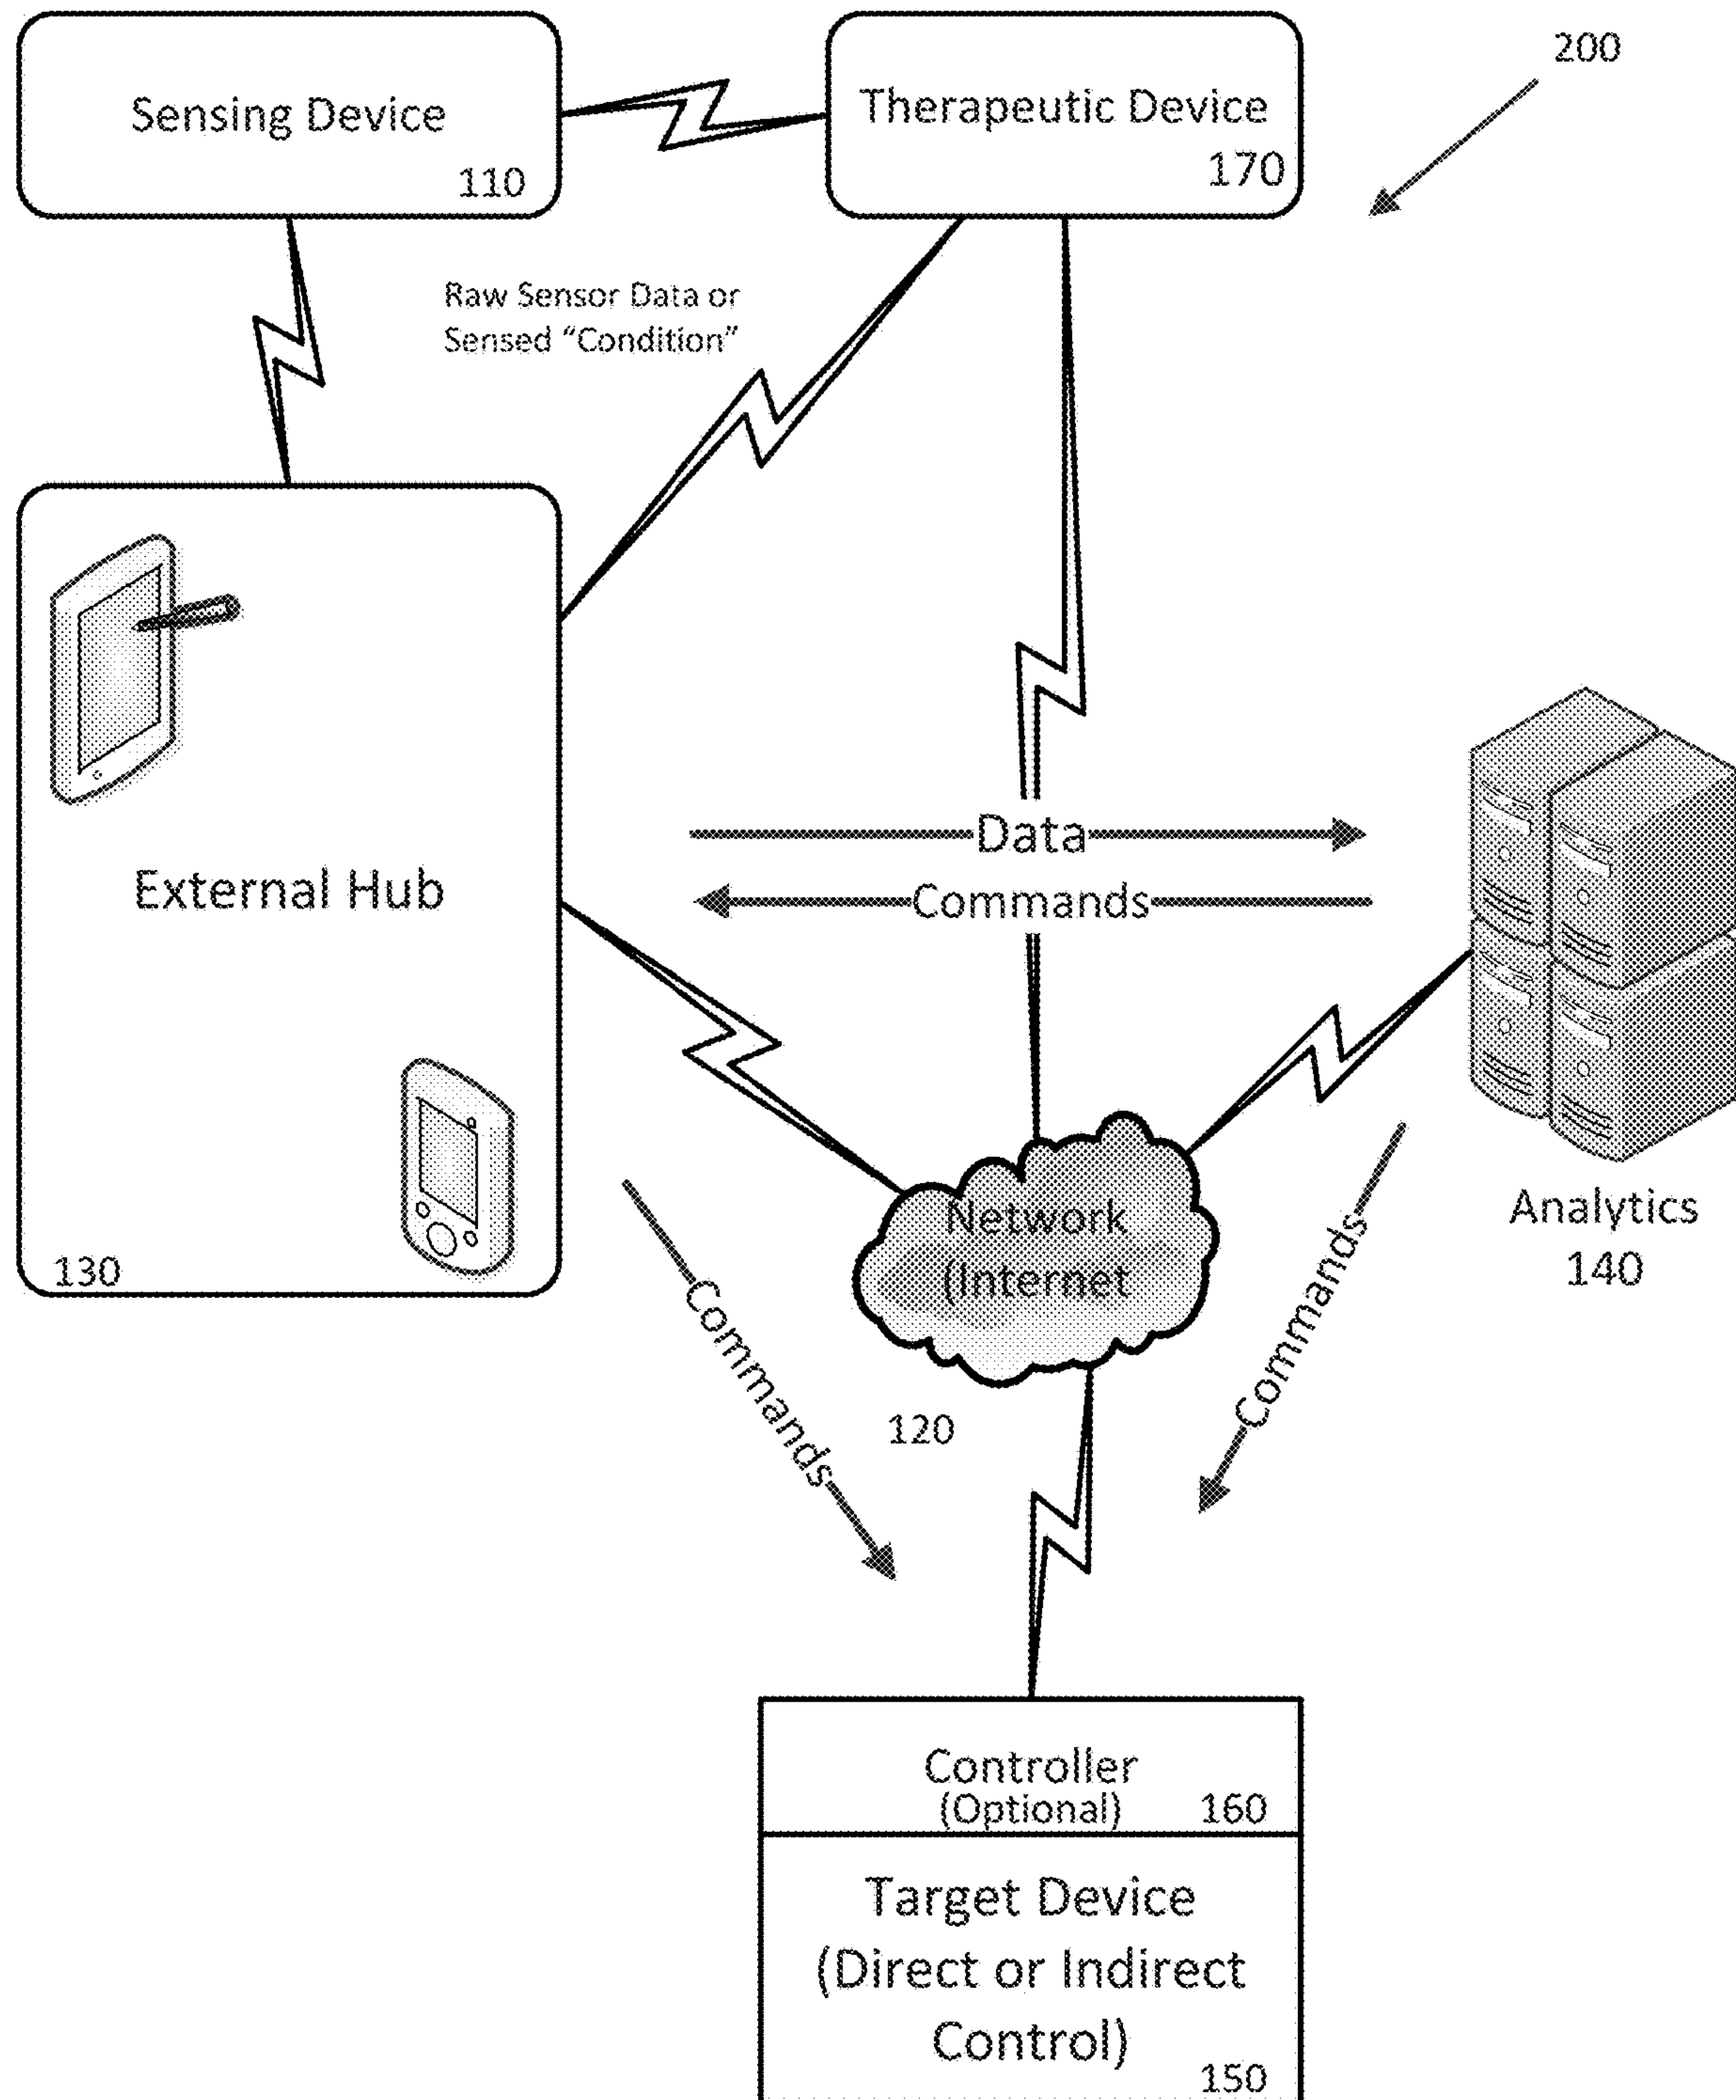 200
Sensing Device
110
Therapeutic Device
170
Raw Sensor Data or
Sensed “Condition”
External Hub
130
Data
Commands
Analytics
140
Network
(Internet
120
Commands
Commands
Controller
(Optional)
160
Target Device
(Direct or Indirect
Control)
150